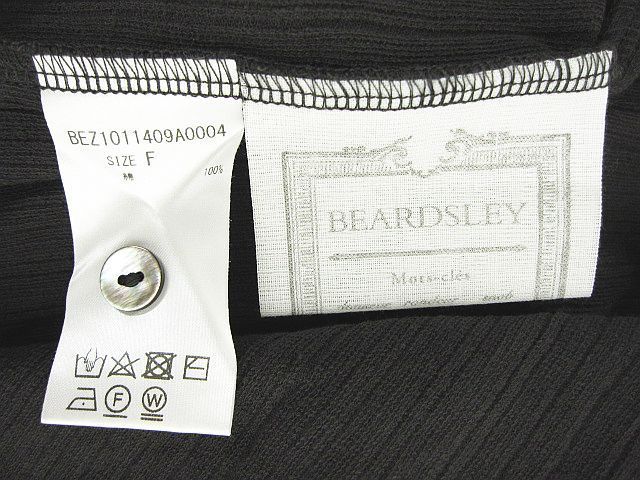 BEZ1011409A0004
SIZE F
綿 100%
F W
BEARDSLEY
Mots-clés